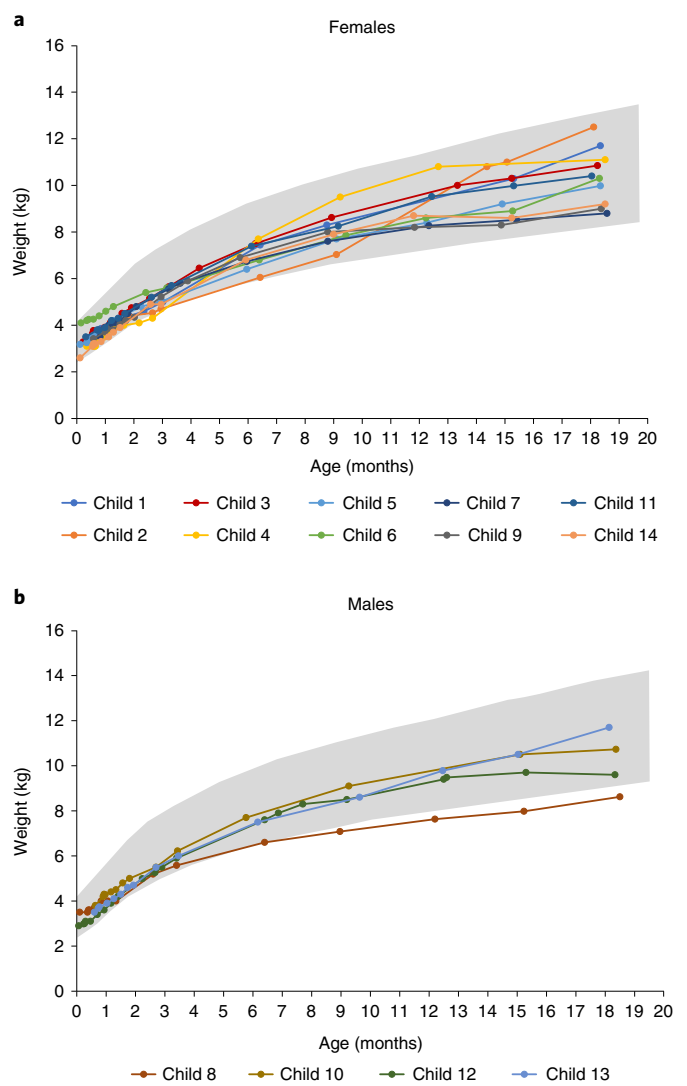 a
Females
16
14
12
10
8
6
4
2
0
Weight (kg)
0 1 2 3 4 5 6 7 8 9 10 11 12 13 14 15 16 17 18 19 20
Age (months)
Child 1 Child 3 Child 5 Child 7 Child 11
Child 2 Child 4 Child 6 Child 9 Child 14
b
Males
16
14
12
10
8
6
4
2
0
Weight (kg)
0 1 2 3 4 5 6 7 8 9 10 11 12 13 14 15 16 17 18 19 20
Age (months)
Child 8 Child 10 Child 12 Child 13